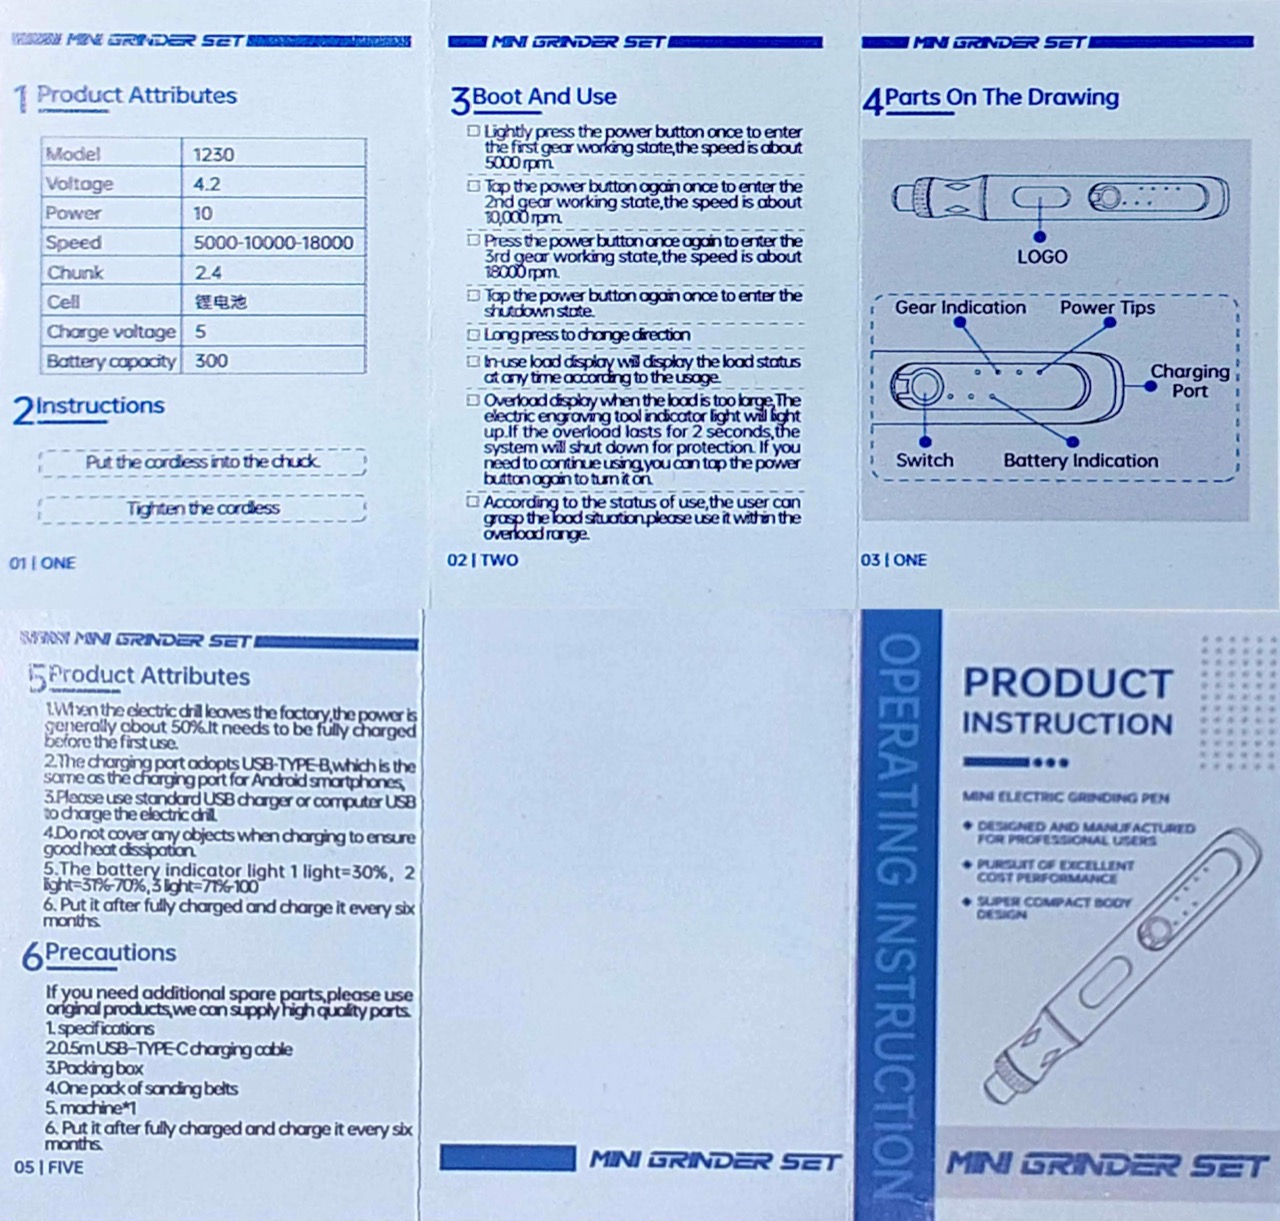 MINI GRINDER SET
1 Product Attributes
Model 1230
Voltage 4.2
Power 10
Speed 5000-10000-18000
Chunk 2.4
Cell 锂电池
Charge voltage 5
Battery capacity 300
2 Instructions
Put the cordless into the chuck.
Tighten the cordless
01 | ONE
MINI GRINDER SET
3 Boot And Use
Lightly press the power button once to enter
the first gear working state,the speed is about
5000 rpm.
Tap the power button again once to enter the
2nd gear working state,the speed is about
10,000 rpm.
Press the power button once again to enter the
3rd gear working state,the speed is about
18000 rpm.
Tap the power button again once to enter the
shutdown state.
Long press to change direction
In-use load display will display the load status
at any time according to the usage.
Overload display when the load is too large,The
electric engraving tool indicator light will light
up.If the overload lasts for 2 seconds,the
system will shut down for protection. If you
need to continue using,you can tap the power
button again to turn it on.
According to the status of use,the user can
grasp the load situation.please use it within the
overload range.
02 | TWO
MINI GRINDER SET
4 Parts On The Drawing
LOGO
Gear Indication Power Tips
Charging
Port
Switch Battery Indication
03 | ONE
MINI GRINDER SET
5 Product Attributes
1.When the electric drill leaves the factory,the power is
generally about 50%.It needs to be fully charged
before the first use.
2.The charging port adopts USB-TYPE-B,which is the
same as the charging port for Android smartphones,
3.Please use standard USB charger or computer USB
to charge the electric drill.
4.Do not cover any objects when charging to ensure
good heat dissipation.
5.The battery indicator light 1 light=30%, 2
light=31%-70%, 3 light=71%-100
6. Put it after fully charged and charge it every six
months.
6 Precautions
If you need additional spare parts,please use
original products,we can supply high quality parts.
1. specifications
2.0.5m USB-TYPE-C charging cable
3.Packing box
4.One pack of sanding belts
5. machine*1
6. Put it after fully charged and charge it every six
months.
05 | FIVE
MINI GRINDER SET
OPERATING INSTRUCTION
PRODUCT
INSTRUCTION
MINI ELECTRIC GRINDING PEN
DESIGNED AND MANUFACTURED
FOR PROFESSIONAL USERS
PURSUIT OF EXCELLENT
COST PERFORMANCE
SUPER COMPACT BODY
DESIGN
MINI GRINDER SET